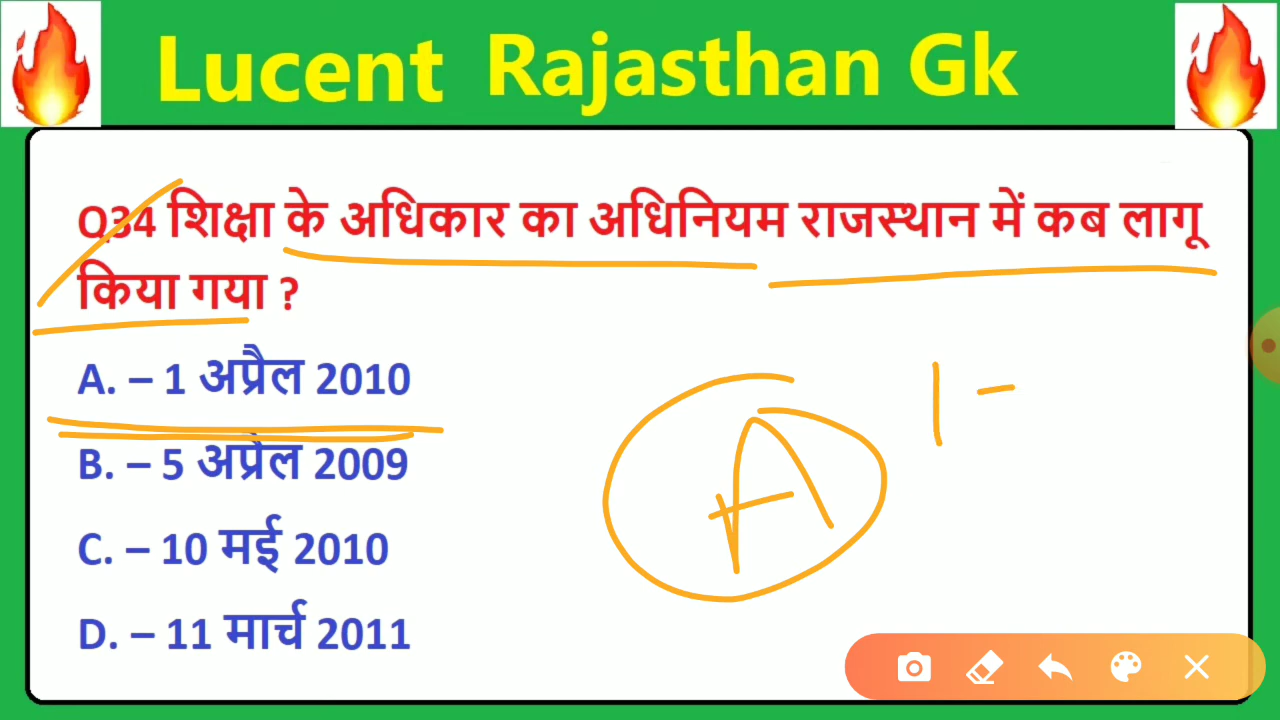 Lucent Rajasthan Gk
Q34 शिक्षा के अधिकार का अधिनियम राजस्थान में कब लागू
किया गया ?
A. – 1 अप्रैल 2010
B. – 5 अप्रैल 2009
C. – 10 मई 2010
D. – 11 मार्च 2011
A
1 –